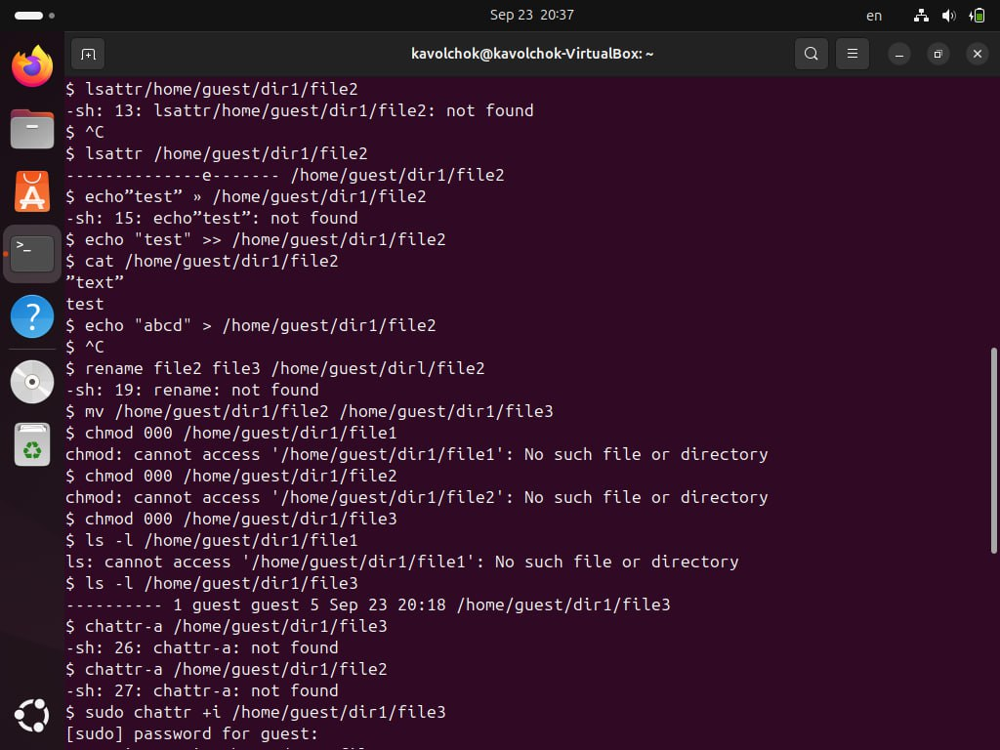 Sep 23 20:37
en
kavolchok@kavolchok-VirtualBox: ~
$ lsattr/home/guest/dir1/file2
-sh: 13: lsattr/home/guest/dir1/file2: not found
$ ^C
$ lsattr /home/guest/dir1/file2
--------------e------- /home/guest/dir1/file2
$ echo”test” » /home/guest/dir1/file2
-sh: 15: echo”test”: not found
$ echo "test" >> /home/guest/dir1/file2
$ cat /home/guest/dir1/file2
”text”
test
$ echo "abcd" > /home/guest/dir1/file2
$ ^C
$ rename file2 file3 /home/guest/dirl/file2
-sh: 19: rename: not found
$ mv /home/guest/dir1/file2 /home/guest/dir1/file3
$ chmod 000 /home/guest/dir1/file1
chmod: cannot access '/home/guest/dir1/file1': No such file or directory
$ chmod 000 /home/guest/dir1/file2
chmod: cannot access '/home/guest/dir1/file2': No such file or directory
$ chmod 000 /home/guest/dir1/file3
$ ls -l /home/guest/dir1/file1
ls: cannot access '/home/guest/dir1/file1': No such file or directory
$ ls -l /home/guest/dir1/file3
---------- 1 guest guest 5 Sep 23 20:18 /home/guest/dir1/file3
$ chattr-a /home/guest/dir1/file3
-sh: 26: chattr-a: not found
$ chattr-a /home/guest/dir1/file2
-sh: 27: chattr-a: not found
$ sudo chattr +i /home/guest/dir1/file3
[sudo] password for guest: